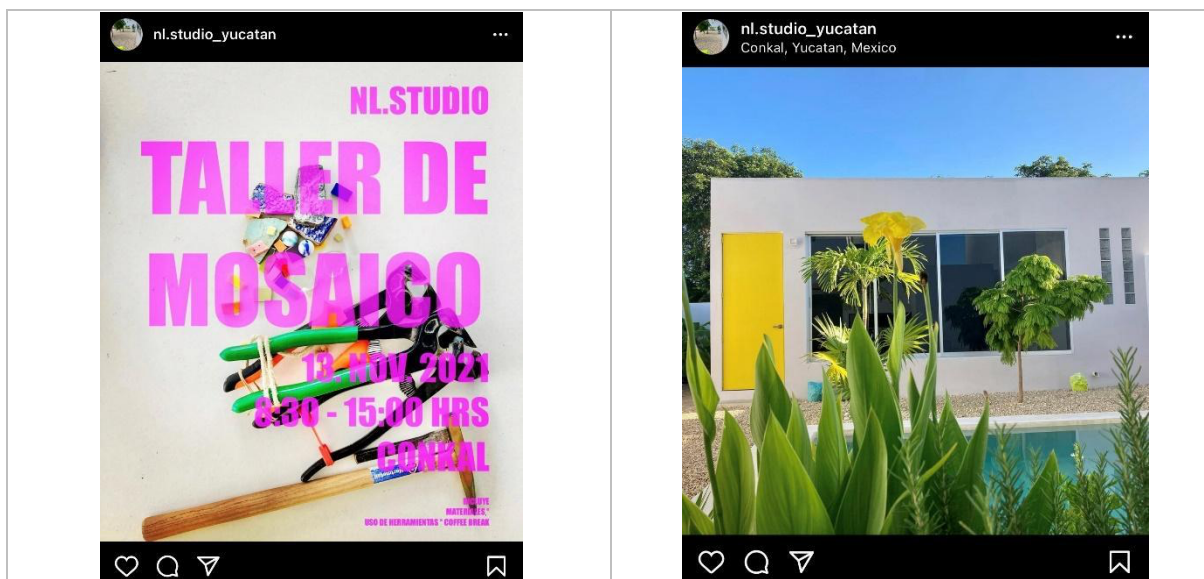 nl.studio_yucatan
NL.STUDIO
TALLER DE
MOSAICO
13. NOV. 2021
8:30 - 15:00 HRS
CONKAL
INCLUYE
MATERIALES,*
USO DE HERRAMIENTAS * COFFEE BREAK
nl.studio_yucatan
Conkal, Yucatan, Mexico